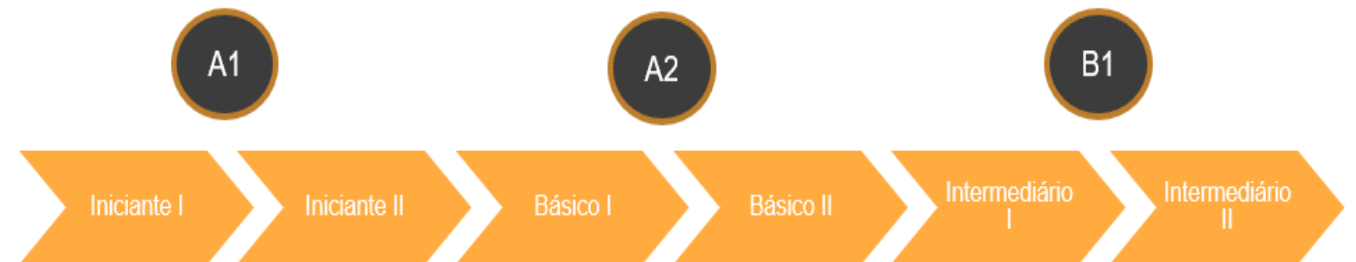 A1
A2
B1
Iniciante I
Iniciante II
Básico I
Básico II
Intermediário
I
Intermediário
II